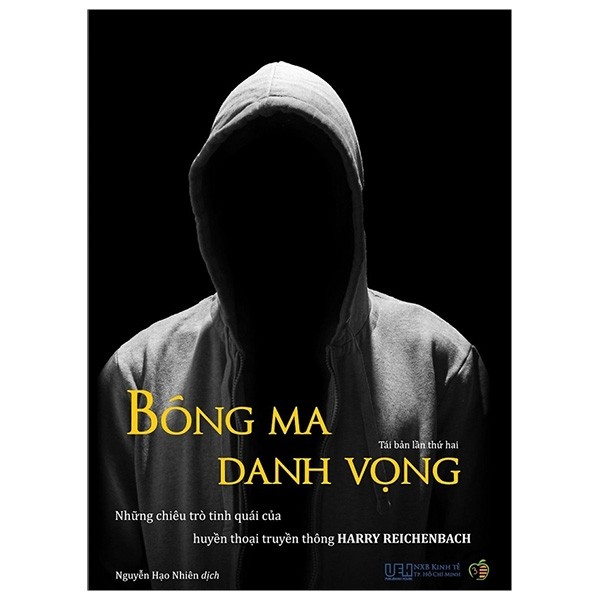 BÓNG MA
Tái bản lần thứ hai
DANH VỌNG
Những chiêu trò tinh quái của
huyền thoại truyền thông HARRY REICHENBACH
Nguyễn Hạo Nhiên dịch
UEH
NXB KINH TẾ
TP. HỒ CHÍ MINH